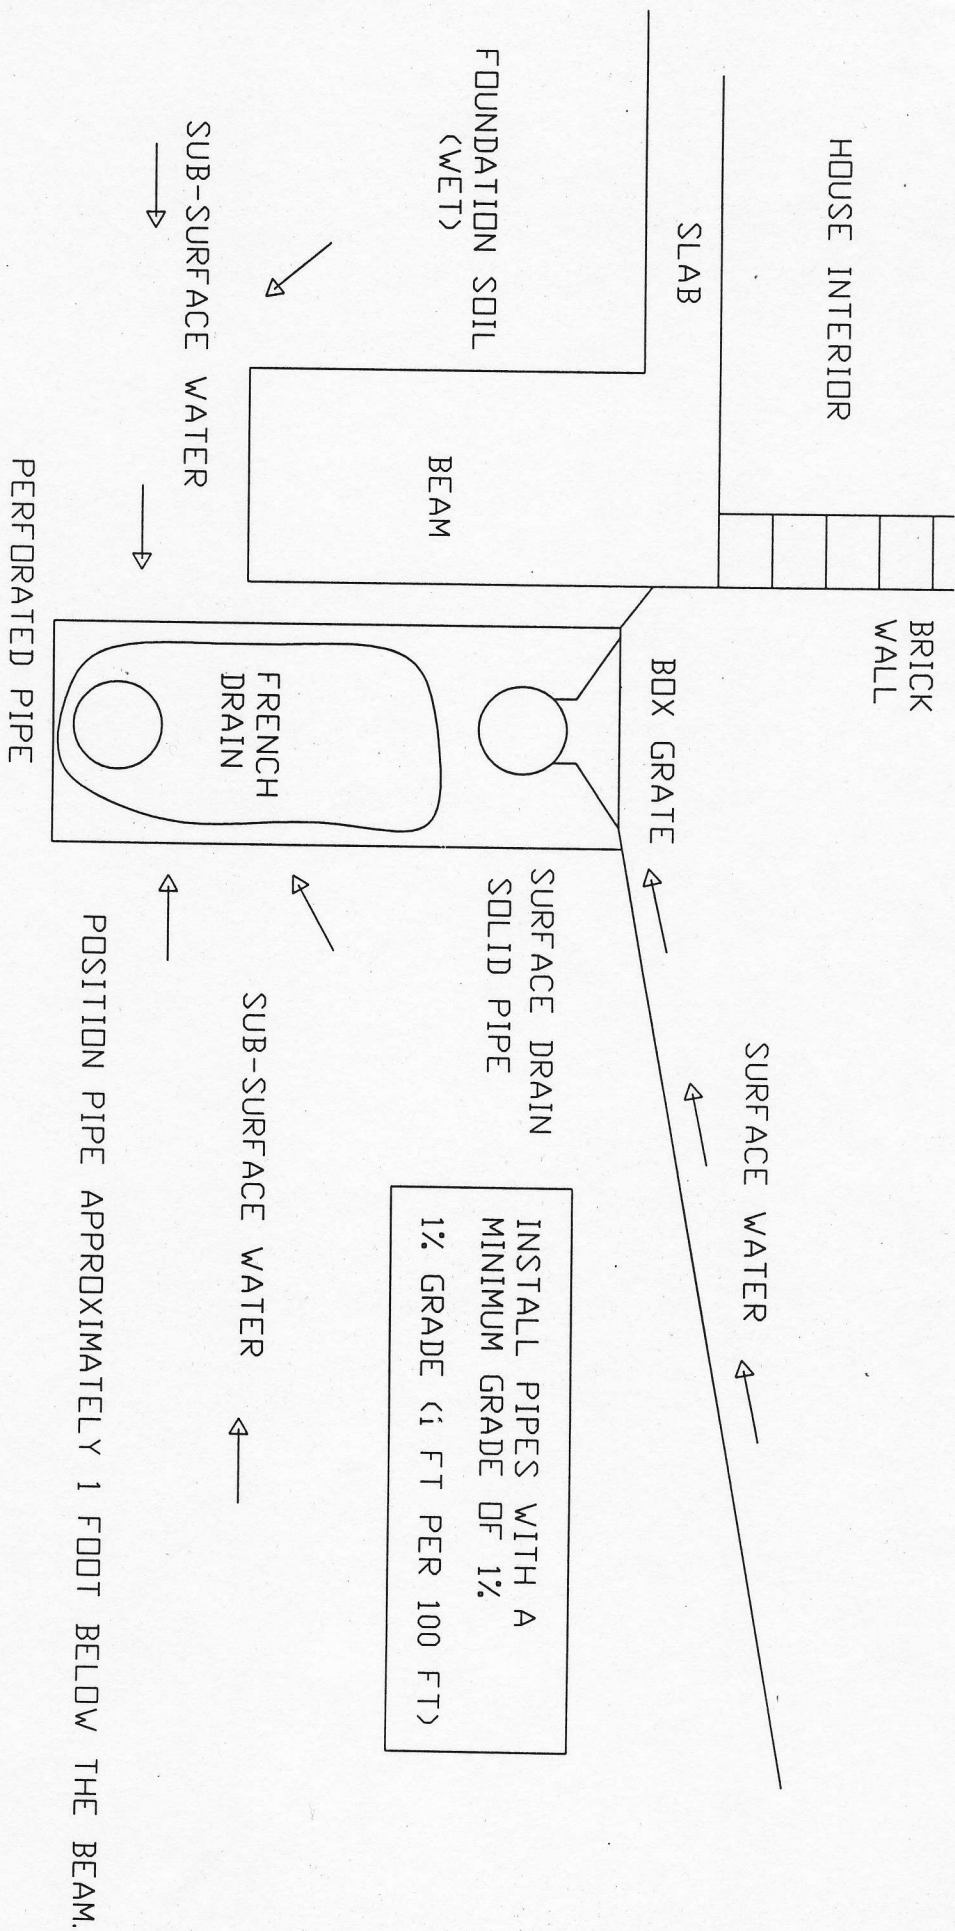 HOUSE INTERIOR
BRICK
WALL
SLAB
BOX GRATE
SURFACE WATER
FOUNDATION SOIL
(WET)
BEAM
SURFACE DRAIN
SOLID PIPE
INSTALL PIPES WITH A
MINIMUM GRADE OF 1%
1% GRADE (i FT PER 100 FT)
FRENCH
DRAIN
SUB-SURFACE WATER
SUB-SURFACE WATER
PERFORATED PIPE
POSITION PIPE APPROXIMATELY 1 FOOT BELOW THE BEAM.